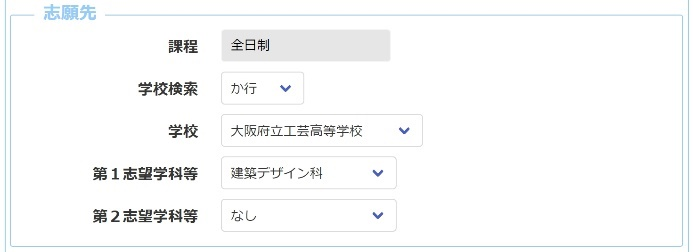 志願先
課程 全日制
学校検索 か行
学校 大阪府立工芸高等学校
第１志望学科等 建築デザイン科
第２志望学科等 なし